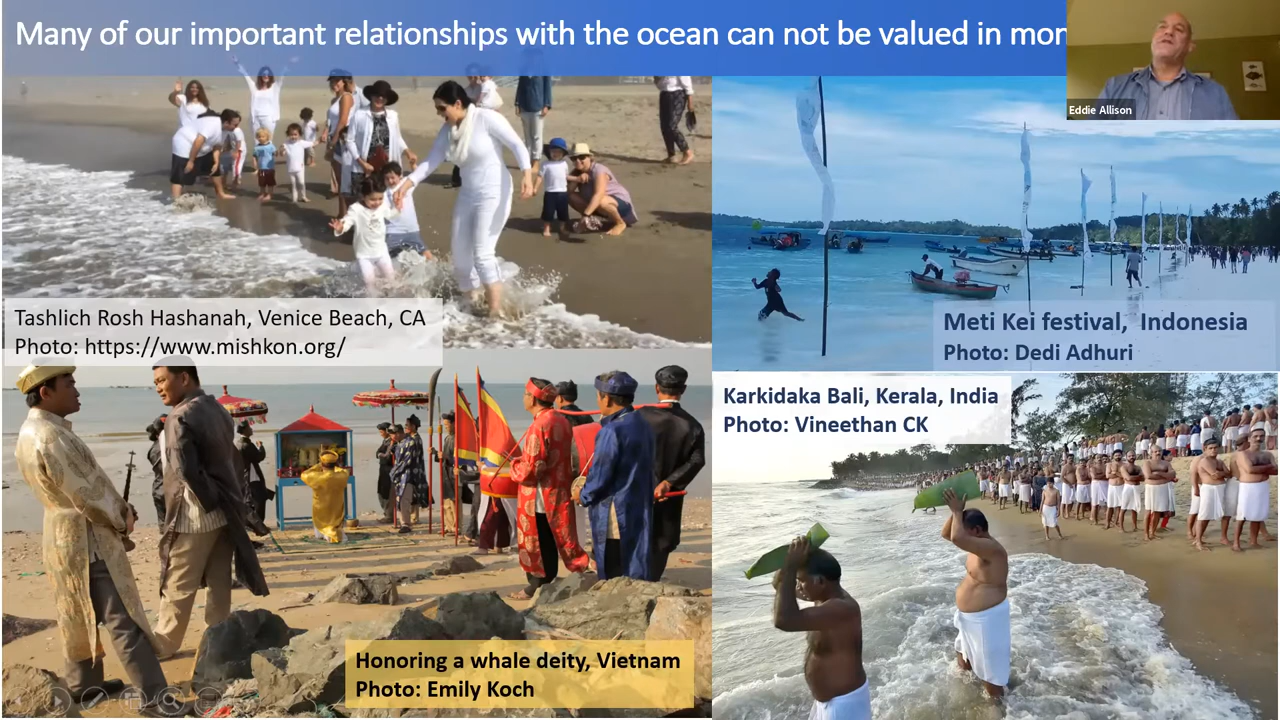 Many of our important relationships with the ocean can not be valued in
Eddie Allison
Tashlich Rosh Hashanah, Venice Beach, CA
Photo: https://www.mishkon.org/
Meti Kei festival, Indonesia
Photo: Dedi Adhuri
Karkidaka Bali, Kerala, India
Photo: Vineethan CK
Honoring a whale deity, Vietnam
Photo: Emily Koch